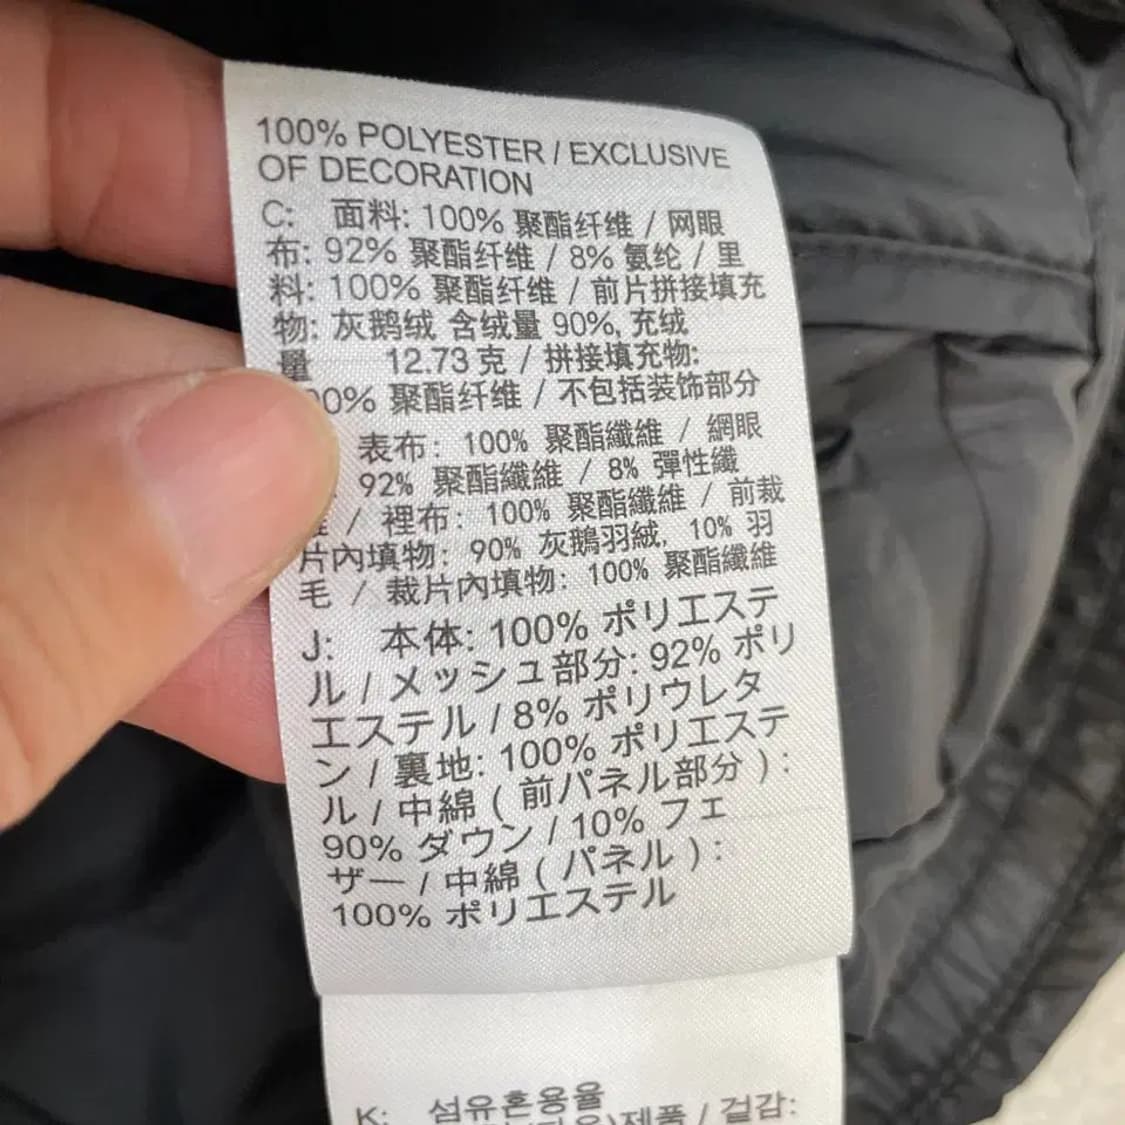 100% POLYESTER / EXCLUSIVE
OF DECORATION
C: 面料: 100% 聚酯纤维 / 网眼
布: 92% 聚酯纤维 / 8% 氨纶 / 里
料: 100% 聚酯纤维 / 前片拼接填充
物: 灰鹅绒 含绒量 90%, 充绒
量 12.73 克 / 拼接填充物:
00% 聚酯纤维 / 不包括装饰部分
表布: 100% 聚酯纖維 / 網眼
92% 聚酯纖維 / 8% 彈性纖
/ 裡布: 100% 聚酯纖維 / 前裁
片內填物: 90% 灰鵝羽絨, 10% 羽
毛 / 裁片內填物: 100% 聚酯纖維
J: 本体: 100% ポリエステ
ル / メッシュ部分: 92% ポリ
エステル / 8% ポリウレタ
ン / 裏地: 100% ポリエステ
ル / 中綿 ( 前パネル部分 ) :
90% ダウン / 10% フェ
ザー / 中綿 ( パネル ) :
100% ポリエステル
K: 섬유혼용율
제품 / 겉감: